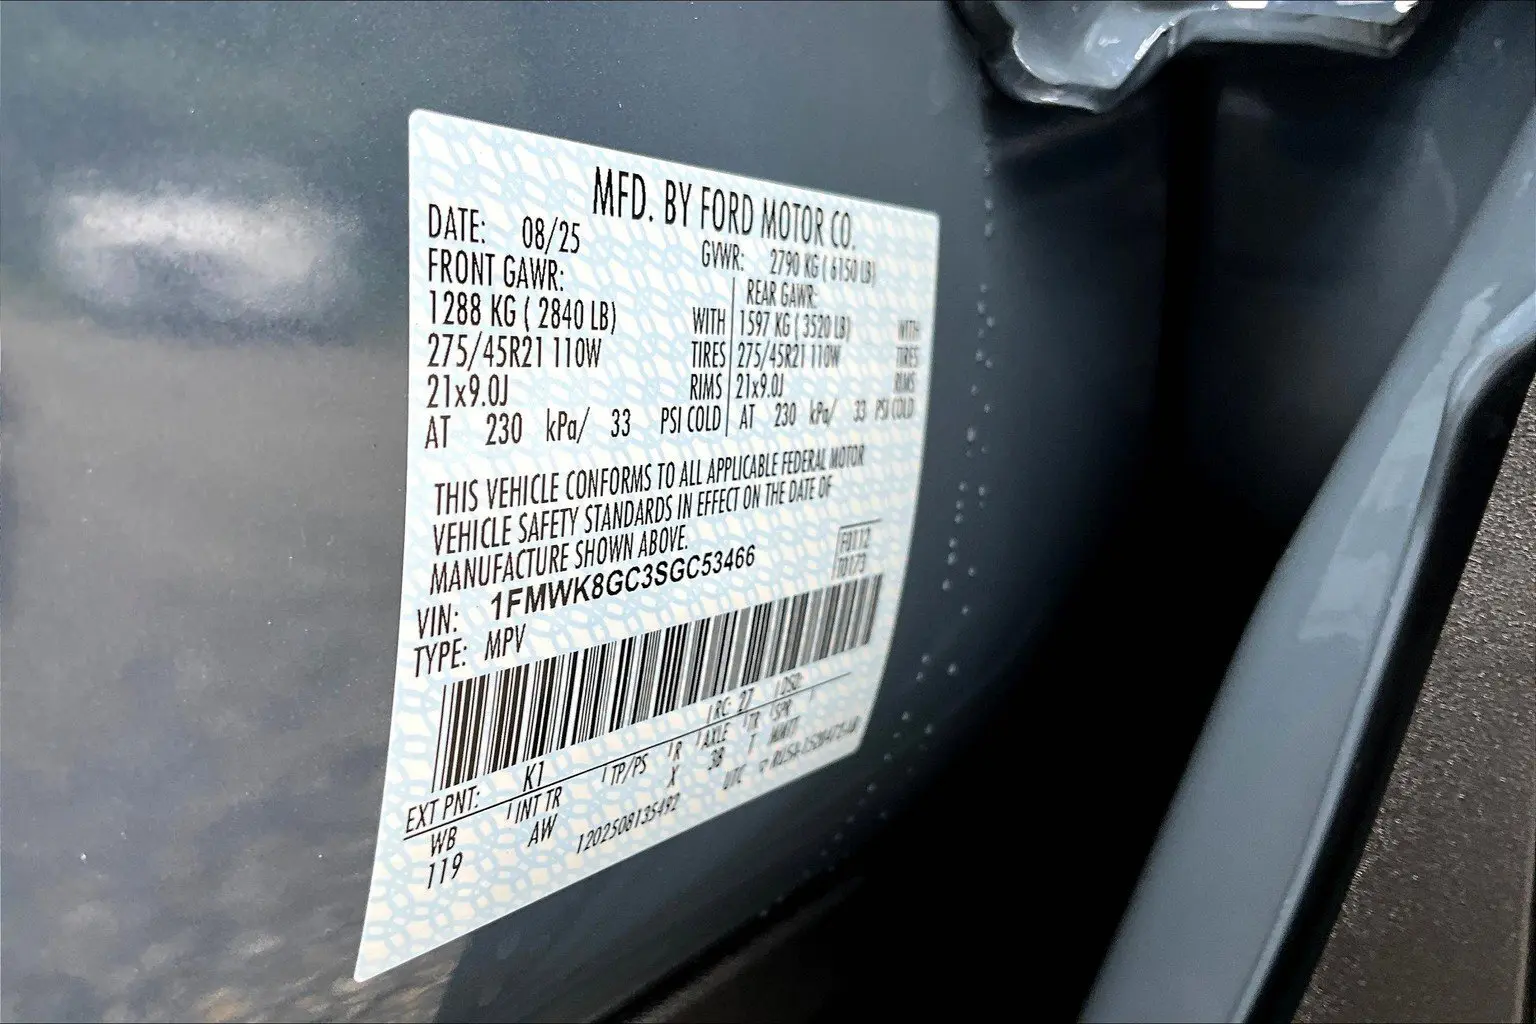 MFD. BY FORD MOTOR CO.
DATE: 08/25 GVWR: 2790 KG ( 6150 LB)
FRONT GAWR: REAR GAWR:
1288 KG ( 2840 LB) WITH 1597 KG ( 3520 LB) WITH
275/45R21 110W TIRES 275/45R21 110W TIRES
21x9.0J RIMS 21x9.0J RIMS
AT 230 kPa/ 33 PSI COLD AT 230 kPa/ 33 PSI COLD
THIS VEHICLE CONFORMS TO ALL APPLICABLE FEDERAL MOTOR
VEHICLE SAFETY STANDARDS IN EFFECT ON THE DATE OF
MANUFACTURE SHOWN ABOVE.
VIN: 1FMWK8GC3SGC53466
F0112
T0173
TYPE: MPV
EXT PNT: K1 RC: 27 DSO:
WB INT TR TP/PS R AXLE TR SPR
119 AW X 3B T
1202508135492 UTC